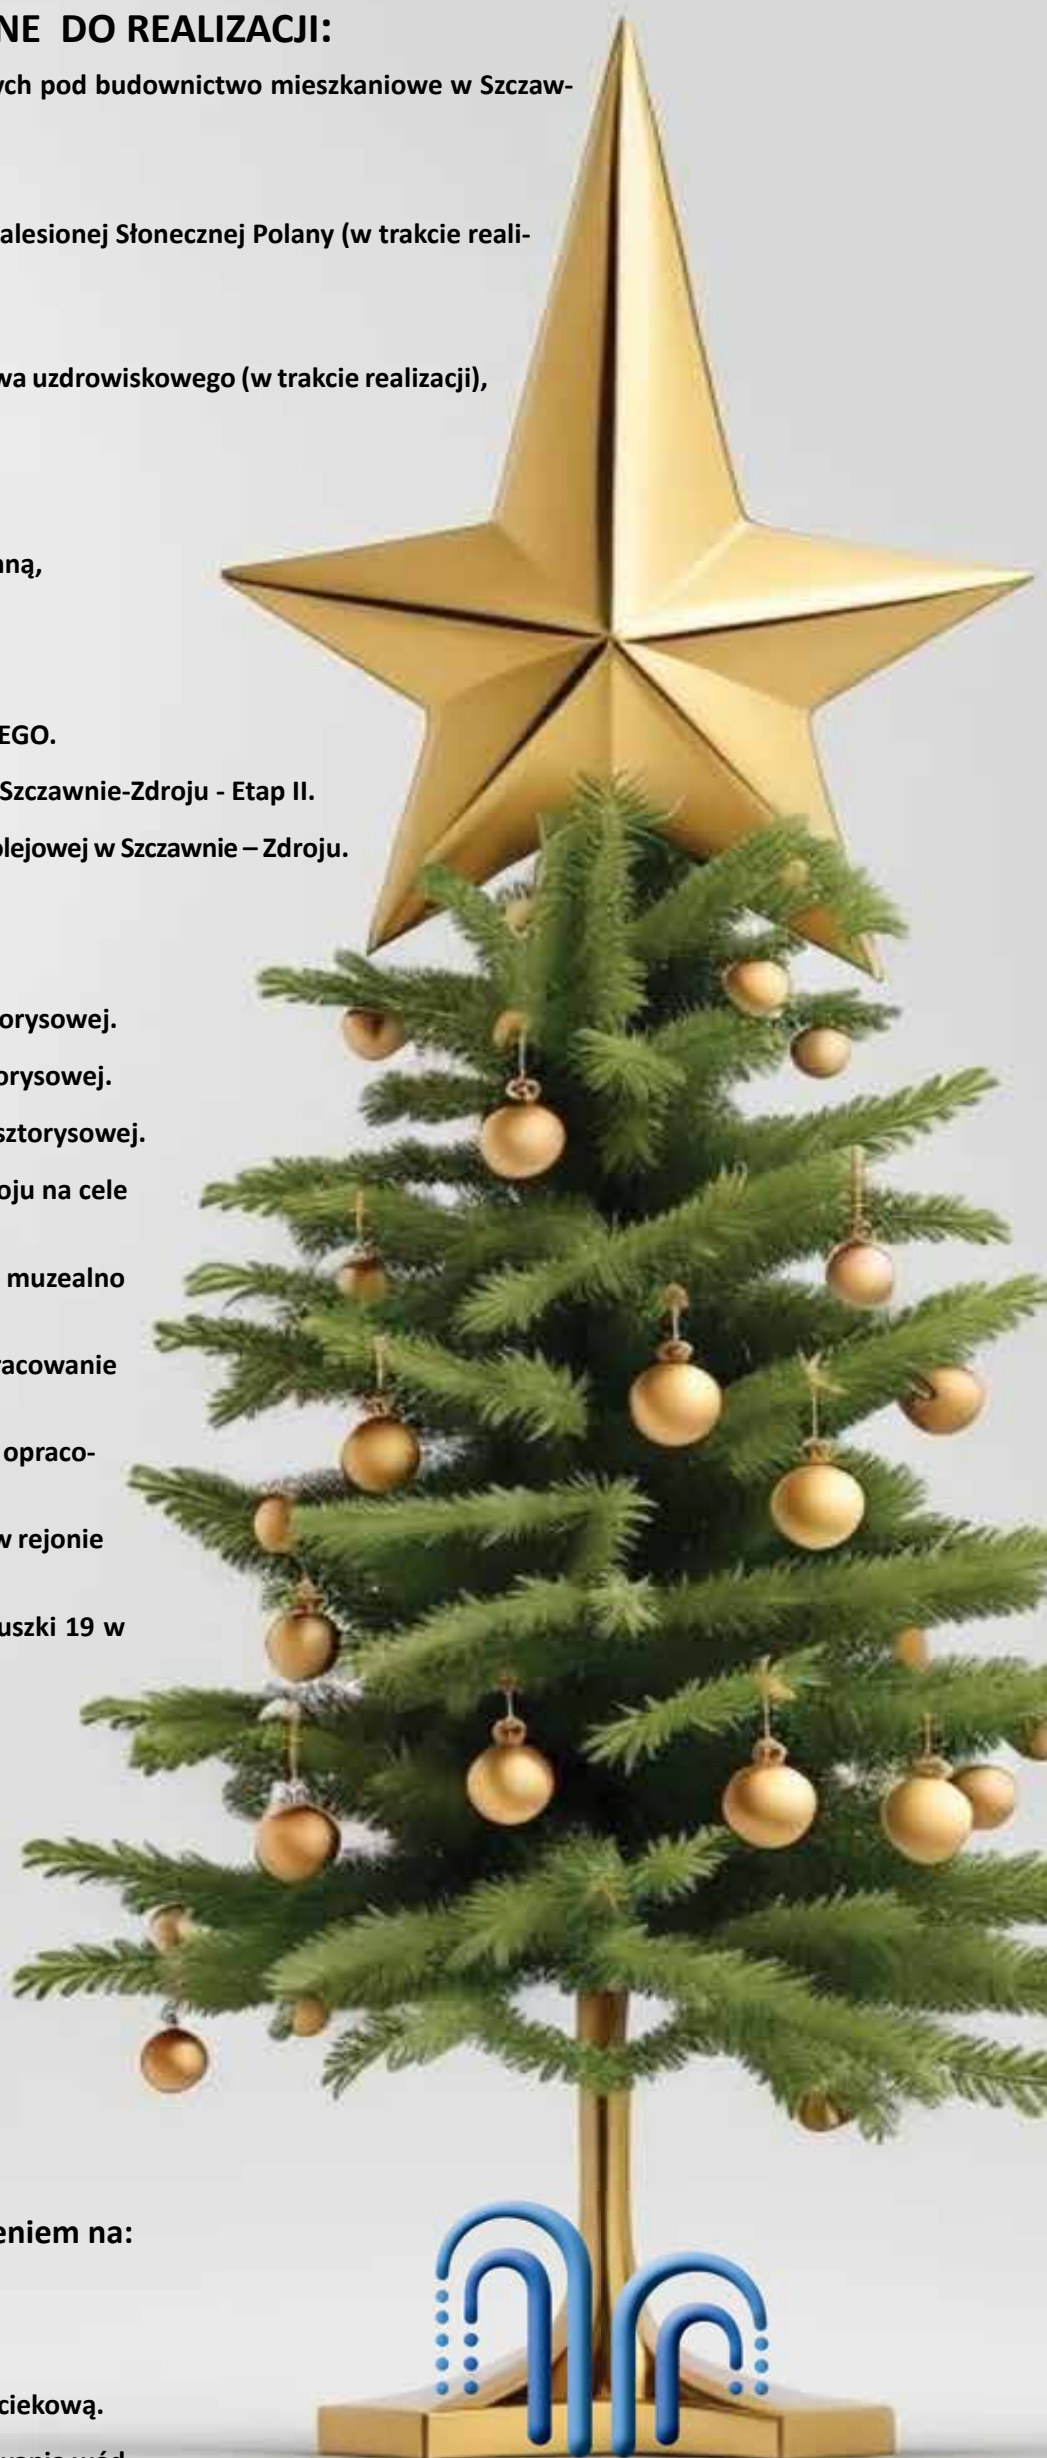 NE DO REALIZACJI:
ych pod budownictwo mieszkaniowe w Szczaw-
alesionej Słonecznej Polany (w trakcie reali-
wa uzdrowiskowego (w trakcie realizacji),
nną,
EGO.
Szczawnie-Zdroju - Etap II.
olejowej w Szczawnie – Zdroju.
orysowej.
orysowej.
sztorysowej.
oju na cele
muzealno
racowanie
opraco-
w rejonie
uszki 19 w
eniem na:
ciekową.